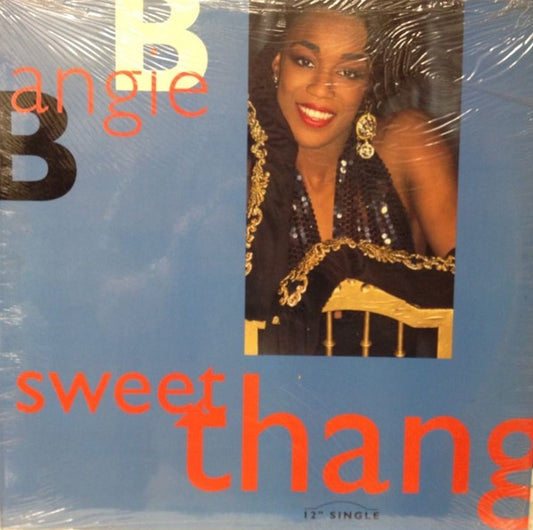 B
angie
B
sweet
thang
12" SINGLE